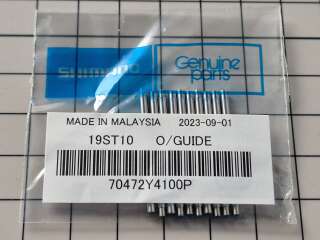 SHIMANO
Genuine
parts
MADE IN MALAYSIA 2023-09-01
19ST10 O/GUIDE
70472Y4100P